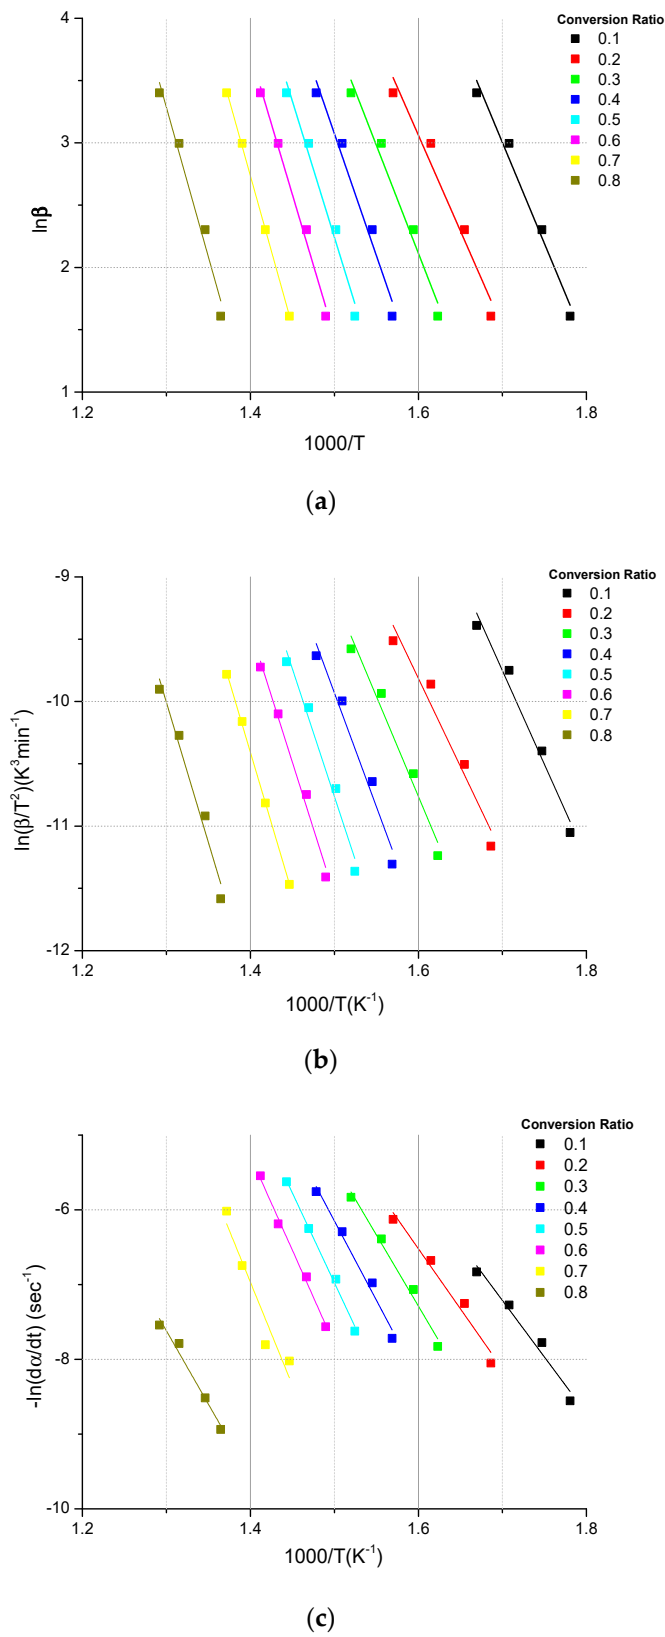 Conversion Ratio
0.1
0.2
0.3
0.4
0.5
0.6
0.7
0.8
4
3
2
1
lnβ
1.2 1.4 1.6 1.8
1000/T
(a)
Conversion Ratio
0.1
0.2
0.3
0.4
0.5
0.6
0.7
0.8
-9
-10
-11
-12
ln(β/T²)(K³min⁻¹)
1.2 1.4 1.6 1.8
1000/T(K⁻¹)
(b)
Conversion Ratio
0.1
0.2
0.3
0.4
0.5
0.6
0.7
0.8
-6
-8
-10
-ln(dα/dt) (sec⁻¹)
1.2 1.4 1.6 1.8
1000/T(K⁻¹)
(c)